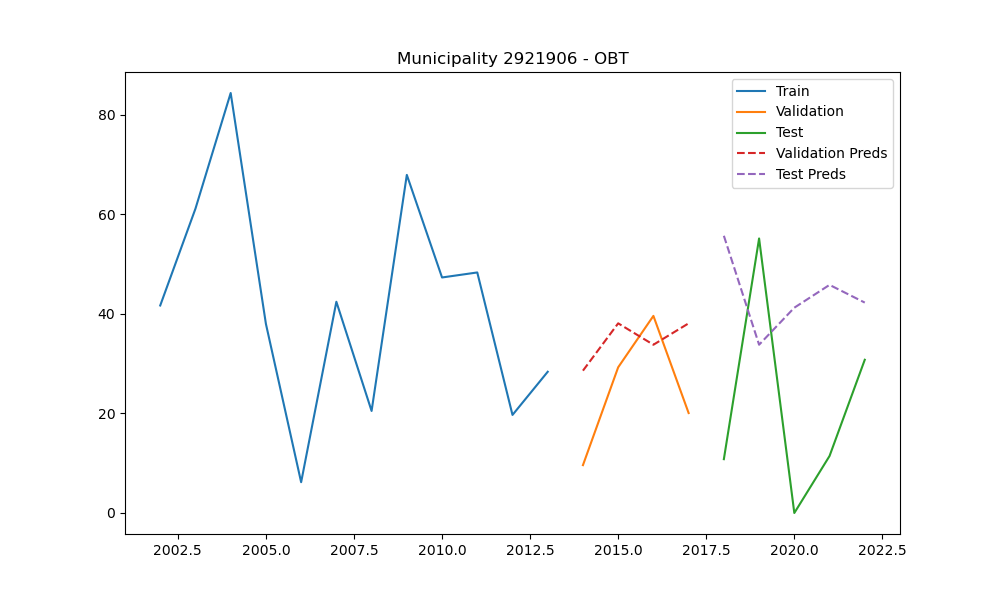 Municipality 2921906 - OBT
Train
Validation
Test
Validation Preds
Test Preds
80
60
40
20
0
2002.5 2005.0 2007.5 2010.0 2012.5 2015.0 2017.5 2020.0 2022.5